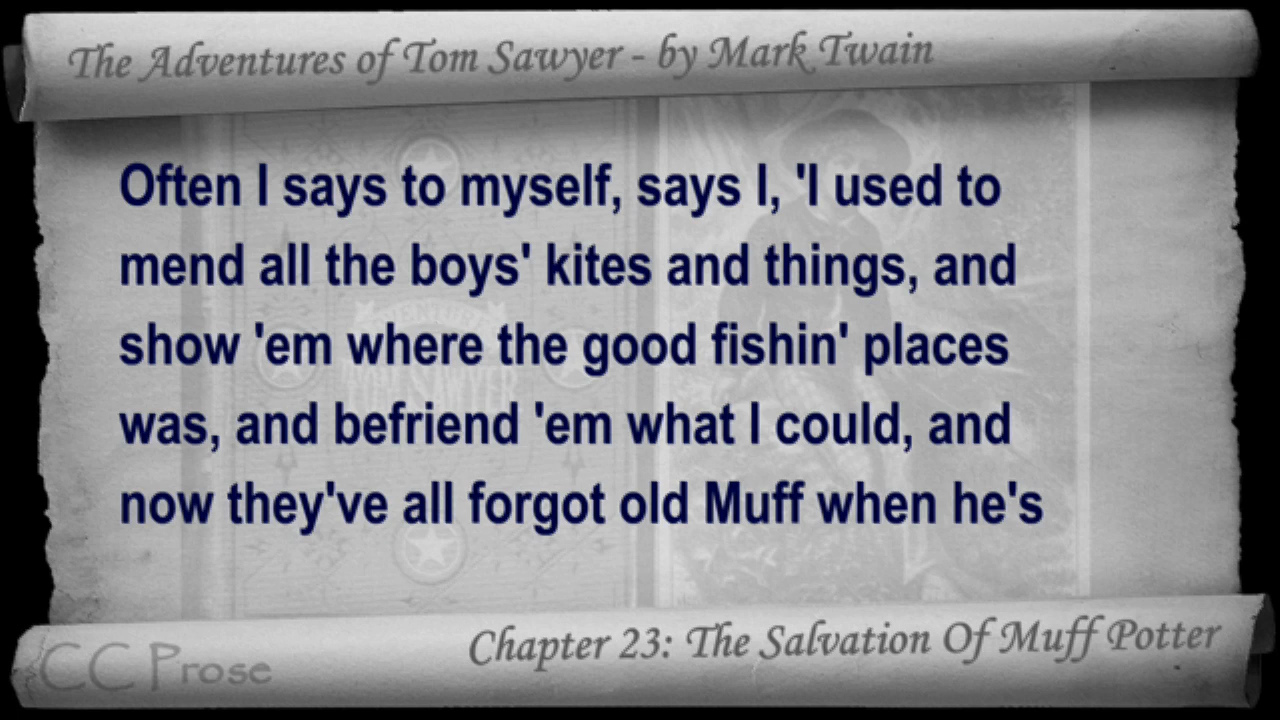 The Adventures of Tom Sawyer - by Mark Twain
Often I says to myself, says I, 'I used to
mend all the boys' kites and things, and
show 'em where the good fishin' places
was, and befriend 'em what I could, and
now they've all forgot old Muff when he's
Chapter 23: The Salvation Of Muff Potter
CC Prose